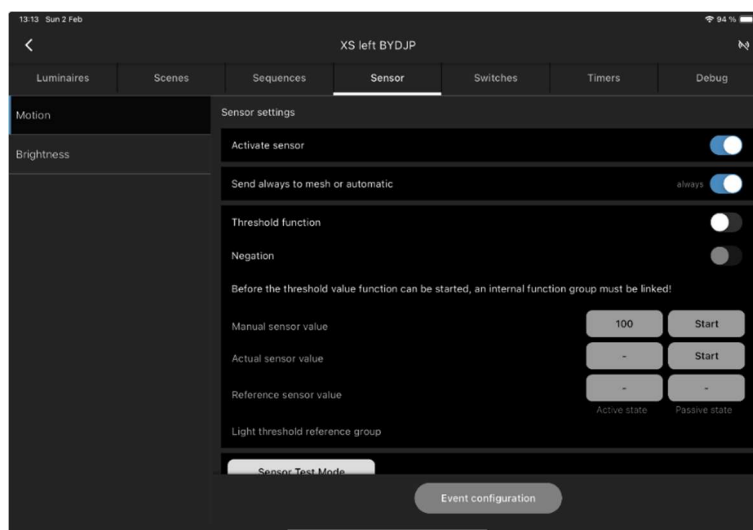 13:13 Sun 2 Feb
94 %
XS left BYDJP
Luminaires Scenes Sequences Sensor Switches Timers Debug
Motion
Brightness
Sensor settings
Activate sensor
Send always to mesh or automatic always
Threshold function
Negation
Before the threshold value function can be started, an internal function group must be linked!
Manual sensor value 100 Start
Actual sensor value - Start
Reference sensor value - -
Active state Passive state
Light threshold reference group
Sensor Test Mode
Event configuration